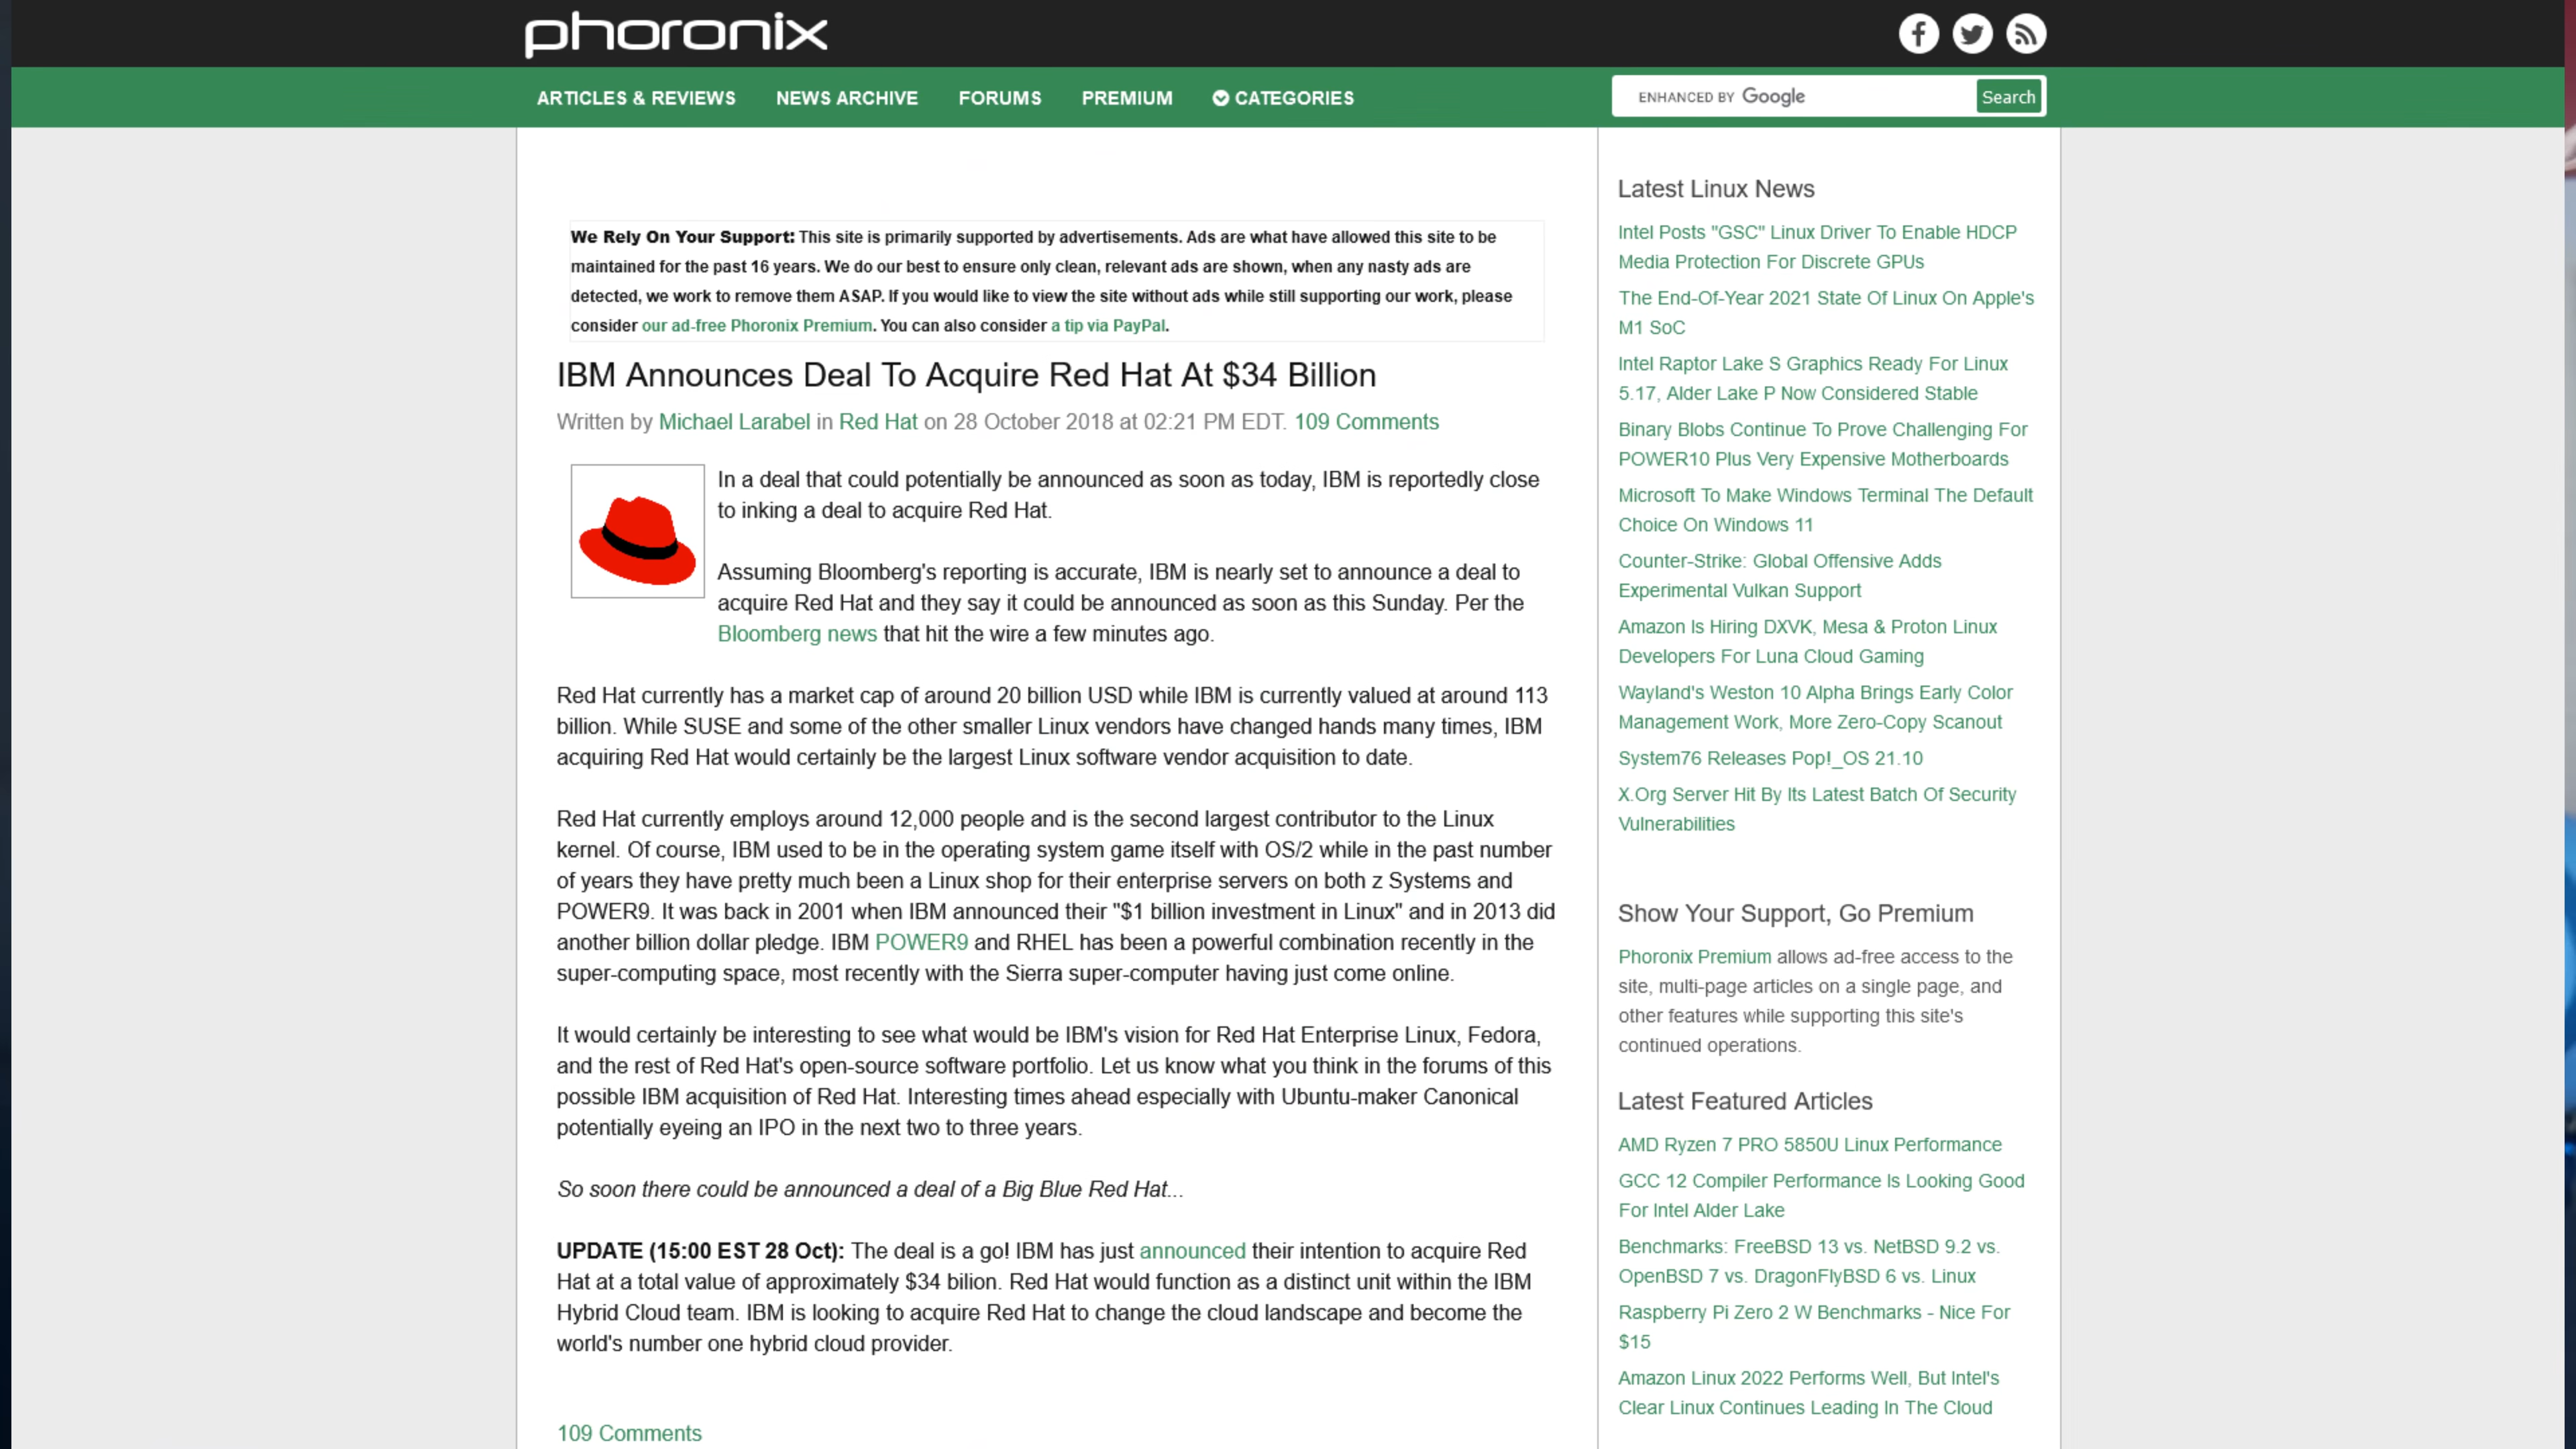 phoronix
ARTICLES & REVIEWS NEWS ARCHIVE FORUMS PREMIUM CATEGORIES
ENHANCED BY Google Search
We Rely On Your Support: This site is primarily supported by advertisements. Ads are what have allowed this site to be
maintained for the past 16 years. We do our best to ensure only clean, relevant ads are shown, when any nasty ads are
detected, we work to remove them ASAP. If you would like to view the site without ads while still supporting our work, please
consider our ad-free Phoronix Premium. You can also consider a tip via PayPal.
IBM Announces Deal To Acquire Red Hat At $34 Billion
Written by Michael Larabel in Red Hat on 28 October 2018 at 02:21 PM EDT. 109 Comments
In a deal that could potentially be announced as soon as today, IBM is reportedly close
to inking a deal to acquire Red Hat.
Assuming Bloomberg's reporting is accurate, IBM is nearly set to announce a deal to
acquire Red Hat and they say it could be announced as soon as this Sunday. Per the
Bloomberg news that hit the wire a few minutes ago.
Red Hat currently has a market cap of around 20 billion USD while IBM is currently valued at around 113
billion. While SUSE and some of the other smaller Linux vendors have changed hands many times, IBM
acquiring Red Hat would certainly be the largest Linux software vendor acquisition to date.
Red Hat currently employs around 12,000 people and is the second largest contributor to the Linux
kernel. Of course, IBM used to be in the operating system game itself with OS/2 while in the past number
of years they have pretty much been a Linux shop for their enterprise servers on both z Systems and
POWER9. It was back in 2001 when IBM announced their "$1 billion investment in Linux" and in 2013 did
another billion dollar pledge. IBM POWER9 and RHEL has been a powerful combination recently in the
super-computing space, most recently with the Sierra super-computer having just come online.
It would certainly be interesting to see what would be IBM's vision for Red Hat Enterprise Linux, Fedora,
and the rest of Red Hat's open-source software portfolio. Let us know what you think in the forums of this
possible IBM acquisition of Red Hat. Interesting times ahead especially with Ubuntu-maker Canonical
potentially eyeing an IPO in the next two to three years.
So soon there could be announced a deal of a Big Blue Red Hat...
UPDATE (15:00 EST 28 Oct): The deal is a go! IBM has just announced their intention to acquire Red
Hat at a total value of approximately $34 bilion. Red Hat would function as a distinct unit within the IBM
Hybrid Cloud team. IBM is looking to acquire Red Hat to change the cloud landscape and become the
world's number one hybrid cloud provider.
109 Comments
Latest Linux News
Intel Posts "GSC" Linux Driver To Enable HDCP
Media Protection For Discrete GPUs
The End-Of-Year 2021 State Of Linux On Apple's
M1 SoC
Intel Raptor Lake S Graphics Ready For Linux
5.17, Alder Lake P Now Considered Stable
Binary Blobs Continue To Prove Challenging For
POWER10 Plus Very Expensive Motherboards
Microsoft To Make Windows Terminal The Default
Choice On Windows 11
Counter-Strike: Global Offensive Adds
Experimental Vulkan Support
Amazon Is Hiring DXVK, Mesa & Proton Linux
Developers For Luna Cloud Gaming
Wayland's Weston 10 Alpha Brings Early Color
Management Work, More Zero-Copy Scanout
System76 Releases Pop!_OS 21.10
X.Org Server Hit By Its Latest Batch Of Security
Vulnerabilities
Show Your Support, Go Premium
Phoronix Premium allows ad-free access to the
site, multi-page articles on a single page, and
other features while supporting this site's
continued operations.
Latest Featured Articles
AMD Ryzen 7 PRO 5850U Linux Performance
GCC 12 Compiler Performance Is Looking Good
For Intel Alder Lake
Benchmarks: FreeBSD 13 vs. NetBSD 9.2 vs.
OpenBSD 7 vs. DragonFlyBSD 6 vs. Linux
Raspberry Pi Zero 2 W Benchmarks - Nice For
$15
Amazon Linux 2022 Performs Well, But Intel's
Clear Linux Continues Leading In The Cloud